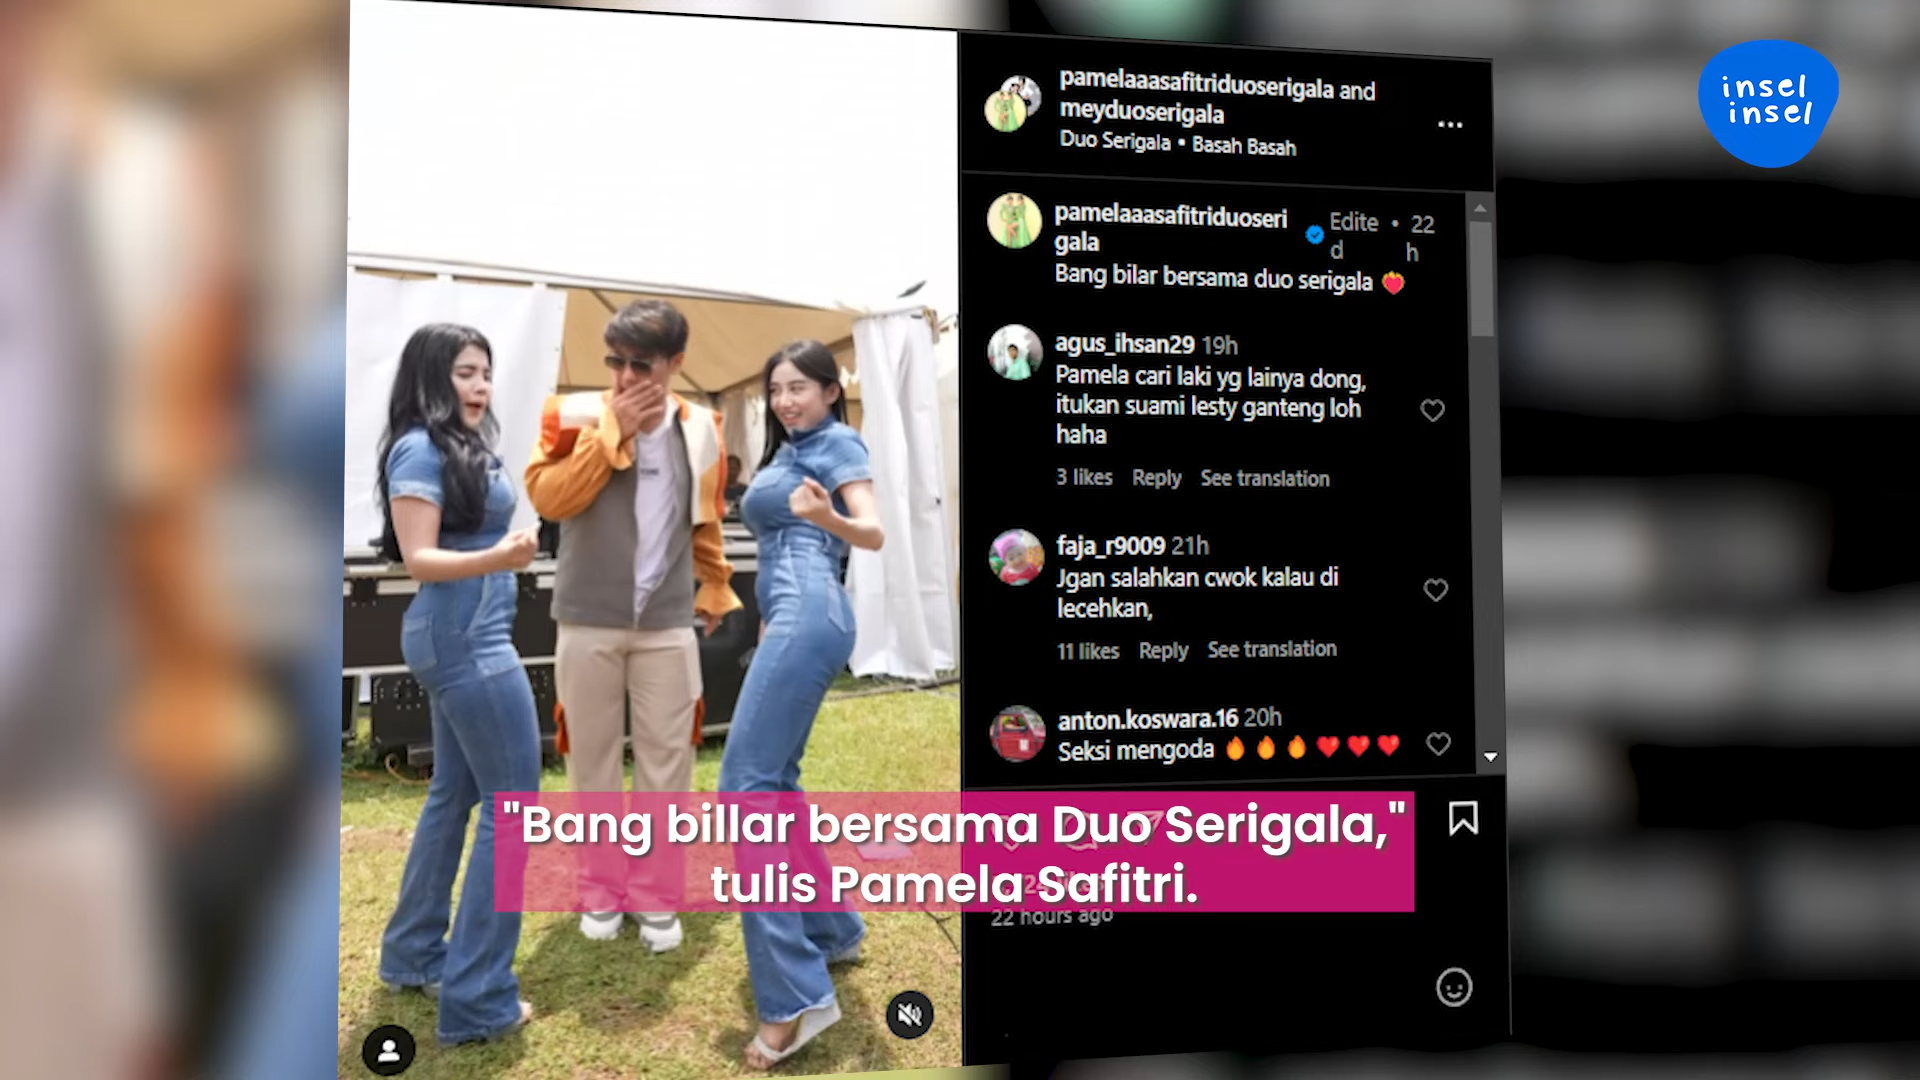 insel
insel
pamelaaasafitriduoserigala and
meyduoserigala
Duo Serigala • Basah Basah
pamelaaasafitriduoseri
gala
Edite • 22
d h
Bang bilar bersama duo serigala ❤️‍🔥
agus_ihsan29 19h
Pamela cari laki yg lainya dong,
itukan suami lesty ganteng loh
haha
3 likes Reply See translation
faja_r9009 21h
Jgan salahkan cwok kalau di
lecehkan,
11 likes Reply See translation
anton.koswara.16 20h
Seksi mengoda 🔥🔥🔥❤️❤️❤️
"Bang billar bersama Duo Serigala,"
tulis Pamela Safitri.
22 hours ago